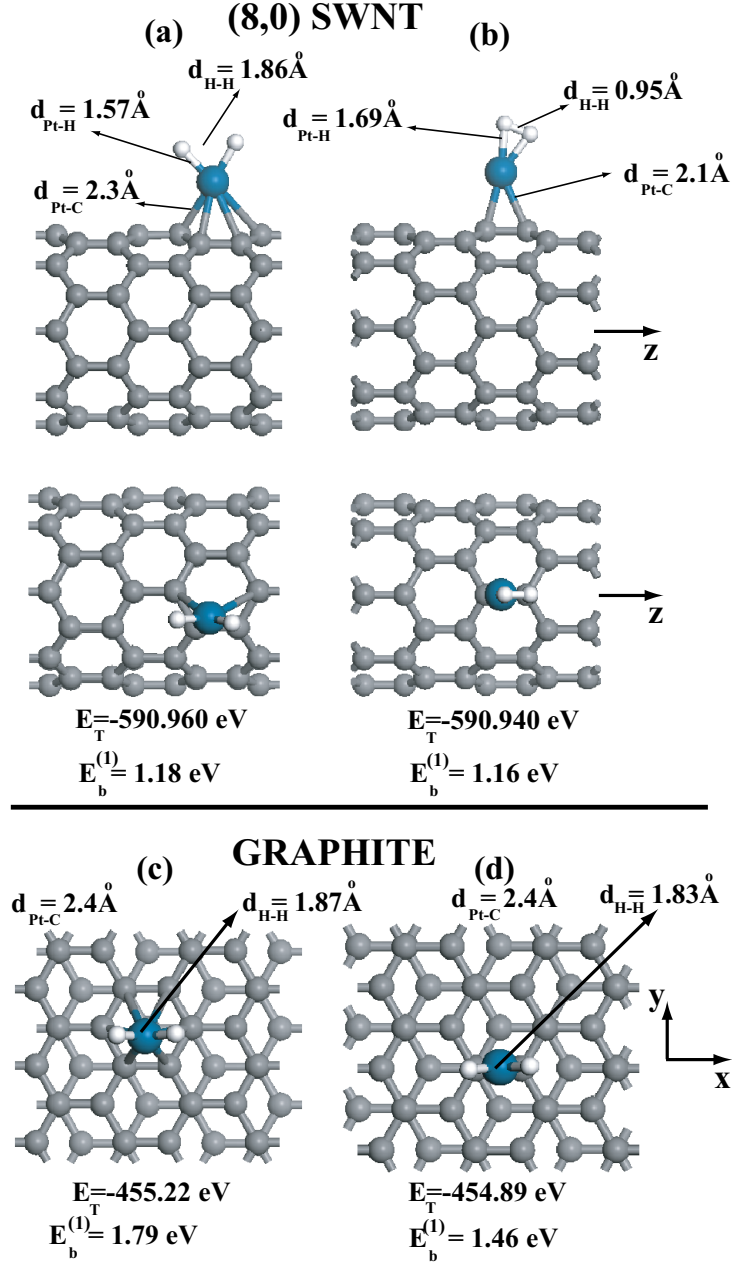 (8,0) SWNT
(a)
(b)
d_H-H = 1.86Å
d_Pt-H = 1.57Å
d_Pt-C = 2.3Å
d_H-H = 0.95Å
d_Pt-H = 1.69Å
d_Pt-C = 2.1Å
z
z
E_T=-590.960 eV
E_b^(1) = 1.18 eV
E_T=-590.940 eV
E_b^(1) = 1.16 eV
GRAPHITE
(c)
(d)
d_Pt-C = 2.4Å
d_H-H = 1.87Å
d_Pt-C = 2.4Å
d_H-H = 1.83Å
y
x
E_T=-455.22 eV
E_b^(1) = 1.79 eV
E_T=-454.89 eV
E_b^(1) = 1.46 eV